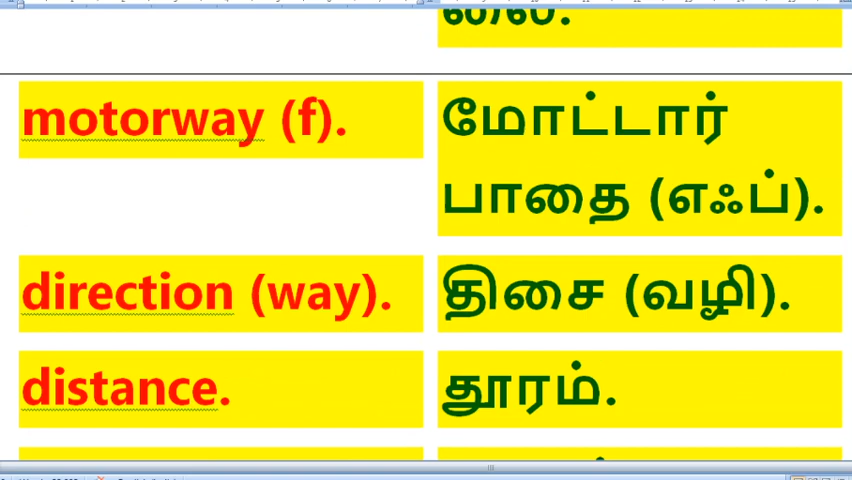 motorway (f).
மோட்டார்
பாதை (எஃப்).
direction (way).
திசை (வழி).
distance.
தூரம்.